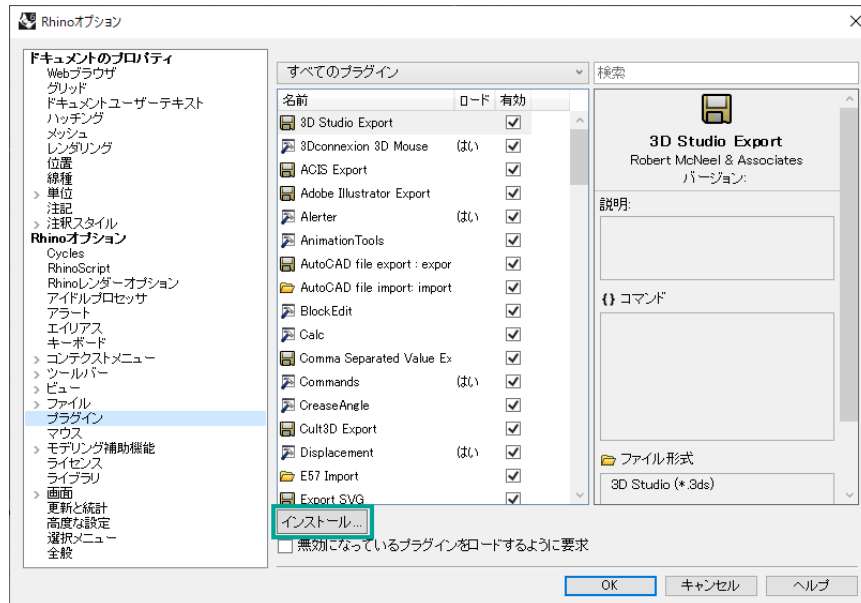 Rhinoオプション
ドキュメントのプロパティ
Webブラウザ
グリッド
ドキュメントユーザーテキスト
ハッチング
メッシュ
レンダリング
位置
線種
単位
注記
注釈スタイル
Rhinoオプション
Cycles
RhinoScript
Rhinoレンダーオプション
アイドルプロセッサ
アラート
エイリアス
キーボード
コンテクストメニュー
ツールバー
ビュー
ファイル
プラグイン
マウス
モデリング補助機能
ライセンス
ライブラリ
画面
更新と統計
高度な設定
選択メニュー
全般
すべてのプラグイン
名前 ロード 有効
3D Studio Export
3Dconnexion 3D Mouse はい
ACIS Export
Adobe Illustrator Export
Alerter はい
AnimationTools
AutoCAD file export : expor
AutoCAD file import: import
BlockEdit
Calc
Comma Separated Value Ex
Commands はい
CreaseAngle
Cult3D Export
Displacement はい
E57 Import
Export SVG
インストール...
無効になっているプラグインをロードするように要求
検索
3D Studio Export
Robert McNeel & Associates
バージョン:
説明:
{} コマンド
ファイル形式
3D Studio (*.3ds)
OK キャンセル ヘルプ